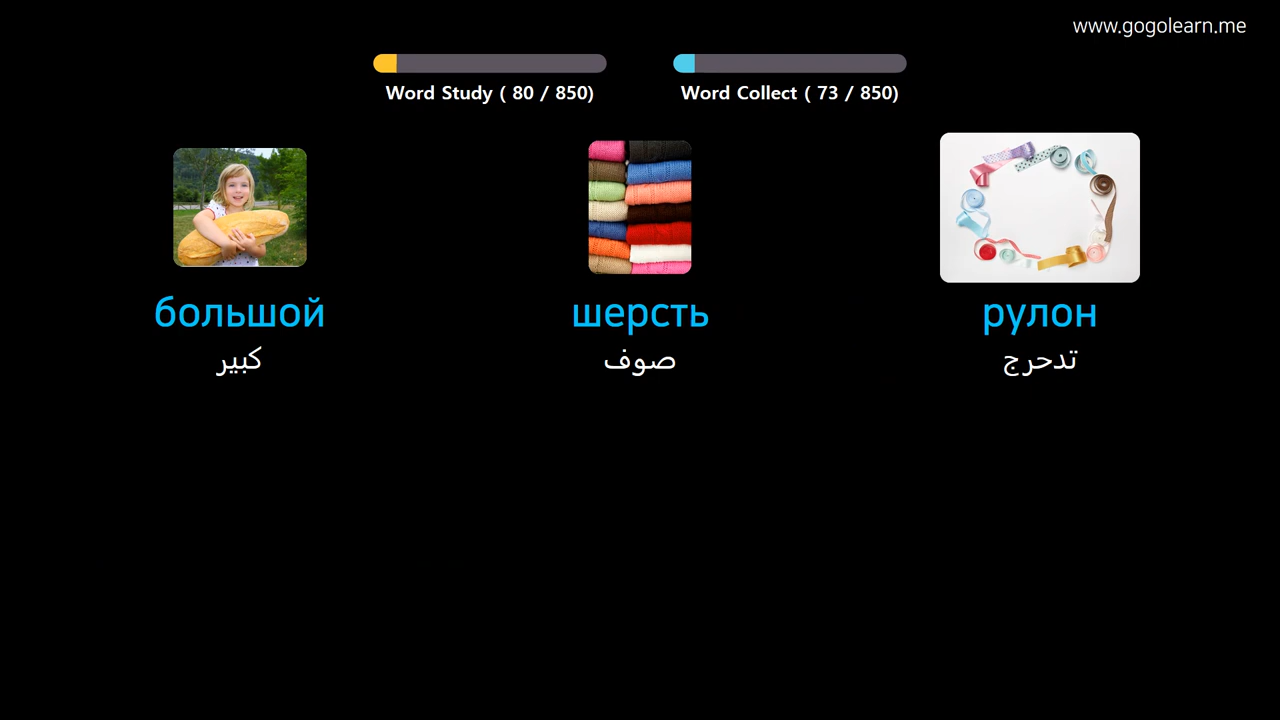 www.gogolearn.me
Word Study ( 80 / 850)
Word Collect ( 73 / 850)
большой
шерсть
рулон
كبير
صوف
تدحرج